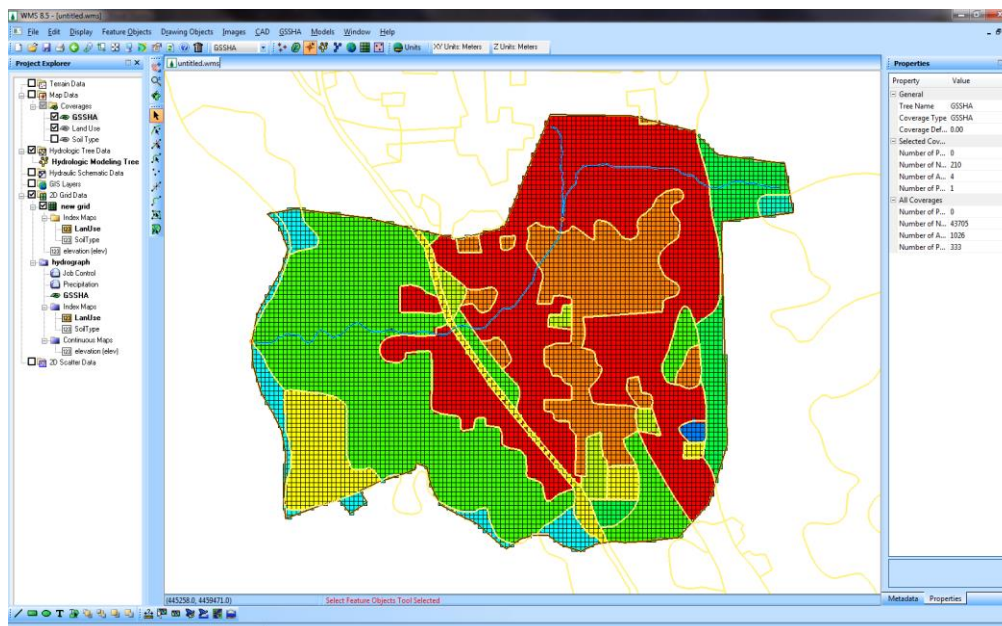 WMS 8.5 - [untitled.wms]
File Edit Display Feature Objects Drawing Objects Images CAD GSSHA Models Window Help
GSSHA Units XY Units: Meters Z Units: Meters
Project Explorer
untitled.wms
Terrain Data
Map Data
Coverages
GSSHA
Land Use
Soil Type
Hydrologic Tree Data
Hydrologic Modeling Tree
Hydraulic Schematic Data
GIS Layers
2D Grid Data
new grid
Index Maps
LanUse
SoilType
elevation (elev)
hydrograph
Job Control
Precipitation
GSSHA
Index Maps
LanUse
SoilType
Continuous Maps
elevation (elev)
2D Scatter Data
Properties
Property Value
General
Tree Name GSSHA
Coverage Type GSSHA
Coverage Def... 0.00
Selected Cov...
Number of P... 0
Number of N... 210
Number of A... 4
Number of P... 1
All Coverages
Number of P... 0
Number of N... 43705
Number of A... 1026
Number of P... 333
(445258.0, 4459471.0) Select Feature Objects Tool Selected
Metadata Properties